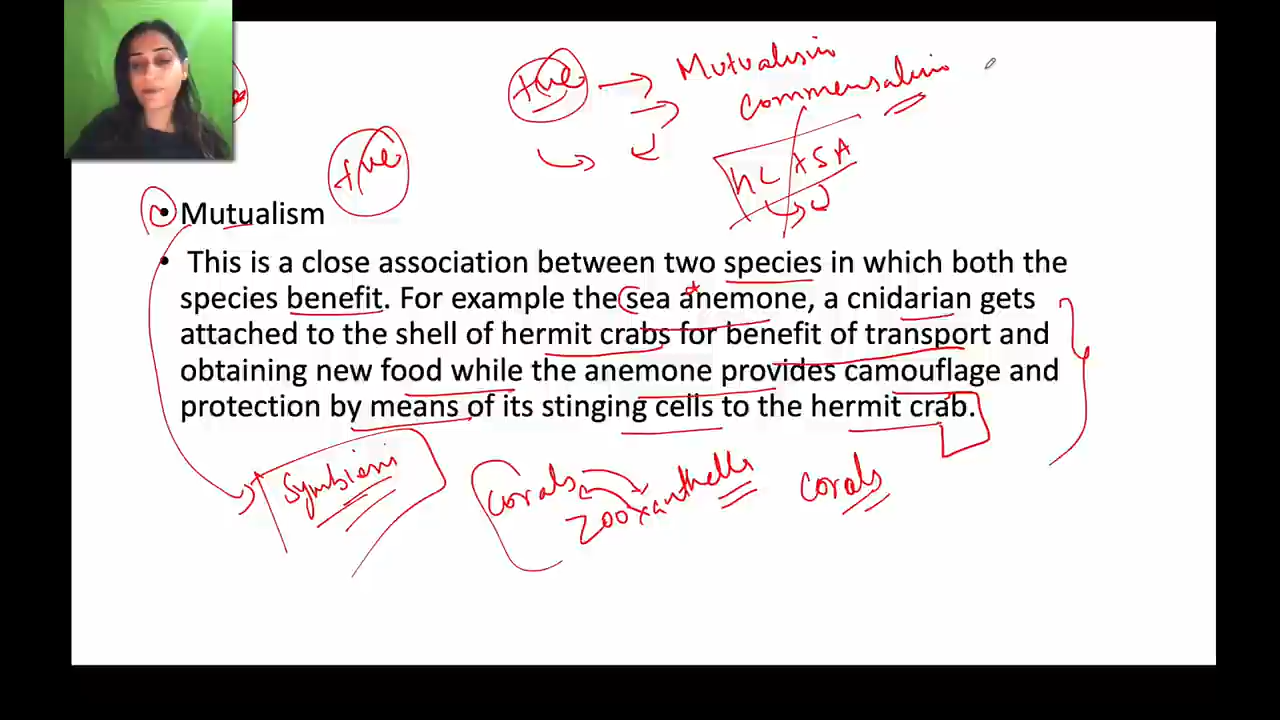 +ve → Mutualism
Commensalism
+ve
• Mutualism
• This is a close association between two species in which both the
species benefit. For example the sea anemone, a cnidarian gets
attached to the shell of hermit crabs for benefit of transport and
obtaining new food while the anemone provides camouflage and
protection by means of its stinging cells to the hermit crab.
Symbiosis
corals
zooxanthells
corals